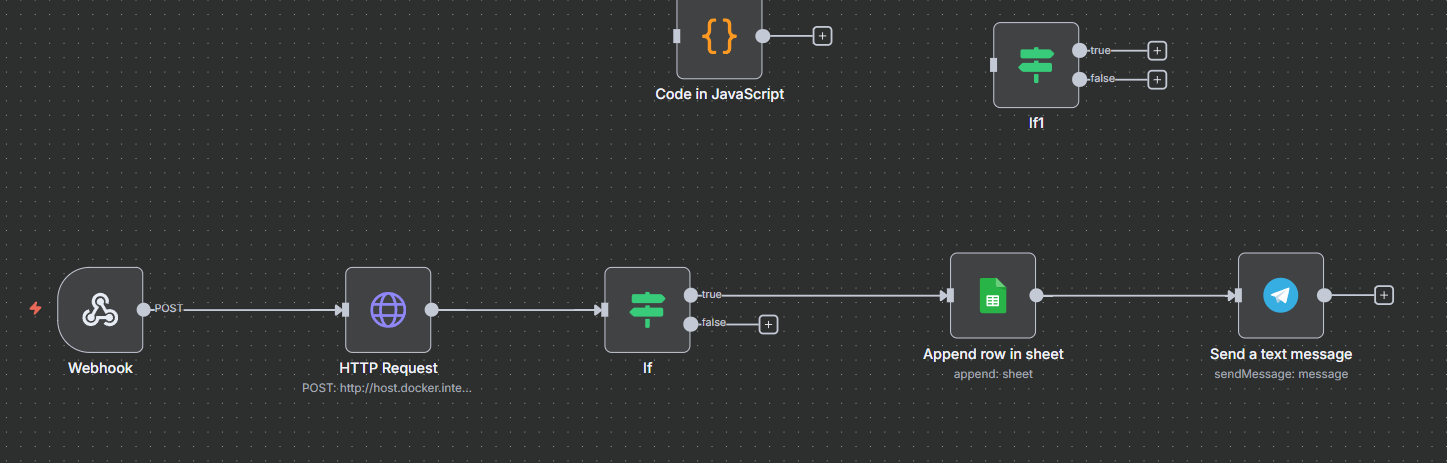 {}
Code in JavaScript
true
false
If1
POST
Webhook
HTTP Request
POST: http://host.docker.inte...
true
false
If
Append row in sheet
append: sheet
Send a text message
sendMessage: message